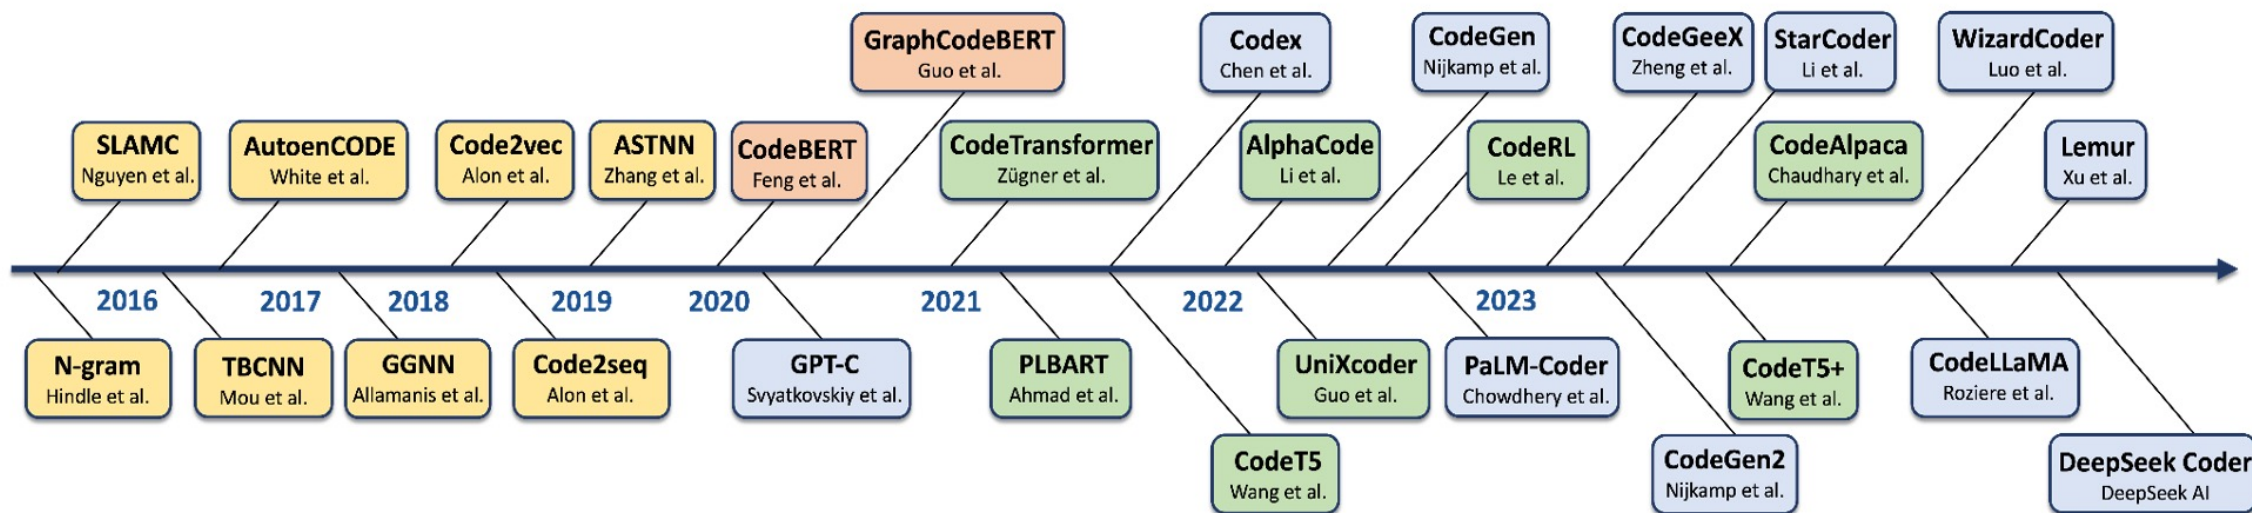 GraphCodeBERT
Guo et al.
Codex
Chen et al.
CodeGen
Nijkamp et al.
CodeGeeX
Zheng et al.
StarCoder
Li et al.
WizardCoder
Luo et al.
SLAMC
Nguyen et al.
AutoenCODE
White et al.
Code2vec
Alon et al.
ASTNN
Zhang et al.
CodeBERT
Feng et al.
CodeTransformer
Zügner et al.
AlphaCode
Li et al.
CodeRL
Le et al.
CodeAlpaca
Chaudhary et al.
Lemur
Xu et al.
2016
2017
2018
2019
2020
2021
2022
2023
N-gram
Hindle et al.
TBCNN
Mou et al.
GGNN
Allamanis et al.
Code2seq
Alon et al.
GPT-C
Svyatkovskiy et al.
PLBART
Ahmad et al.
UniXcoder
Guo et al.
PaLM-Coder
Chowdhery et al.
CodeT5+
Wang et al.
CodeLLaMA
Roziere et al.
CodeT5
Wang et al.
CodeGen2
Nijkamp et al.
DeepSeek Coder
DeepSeek AI